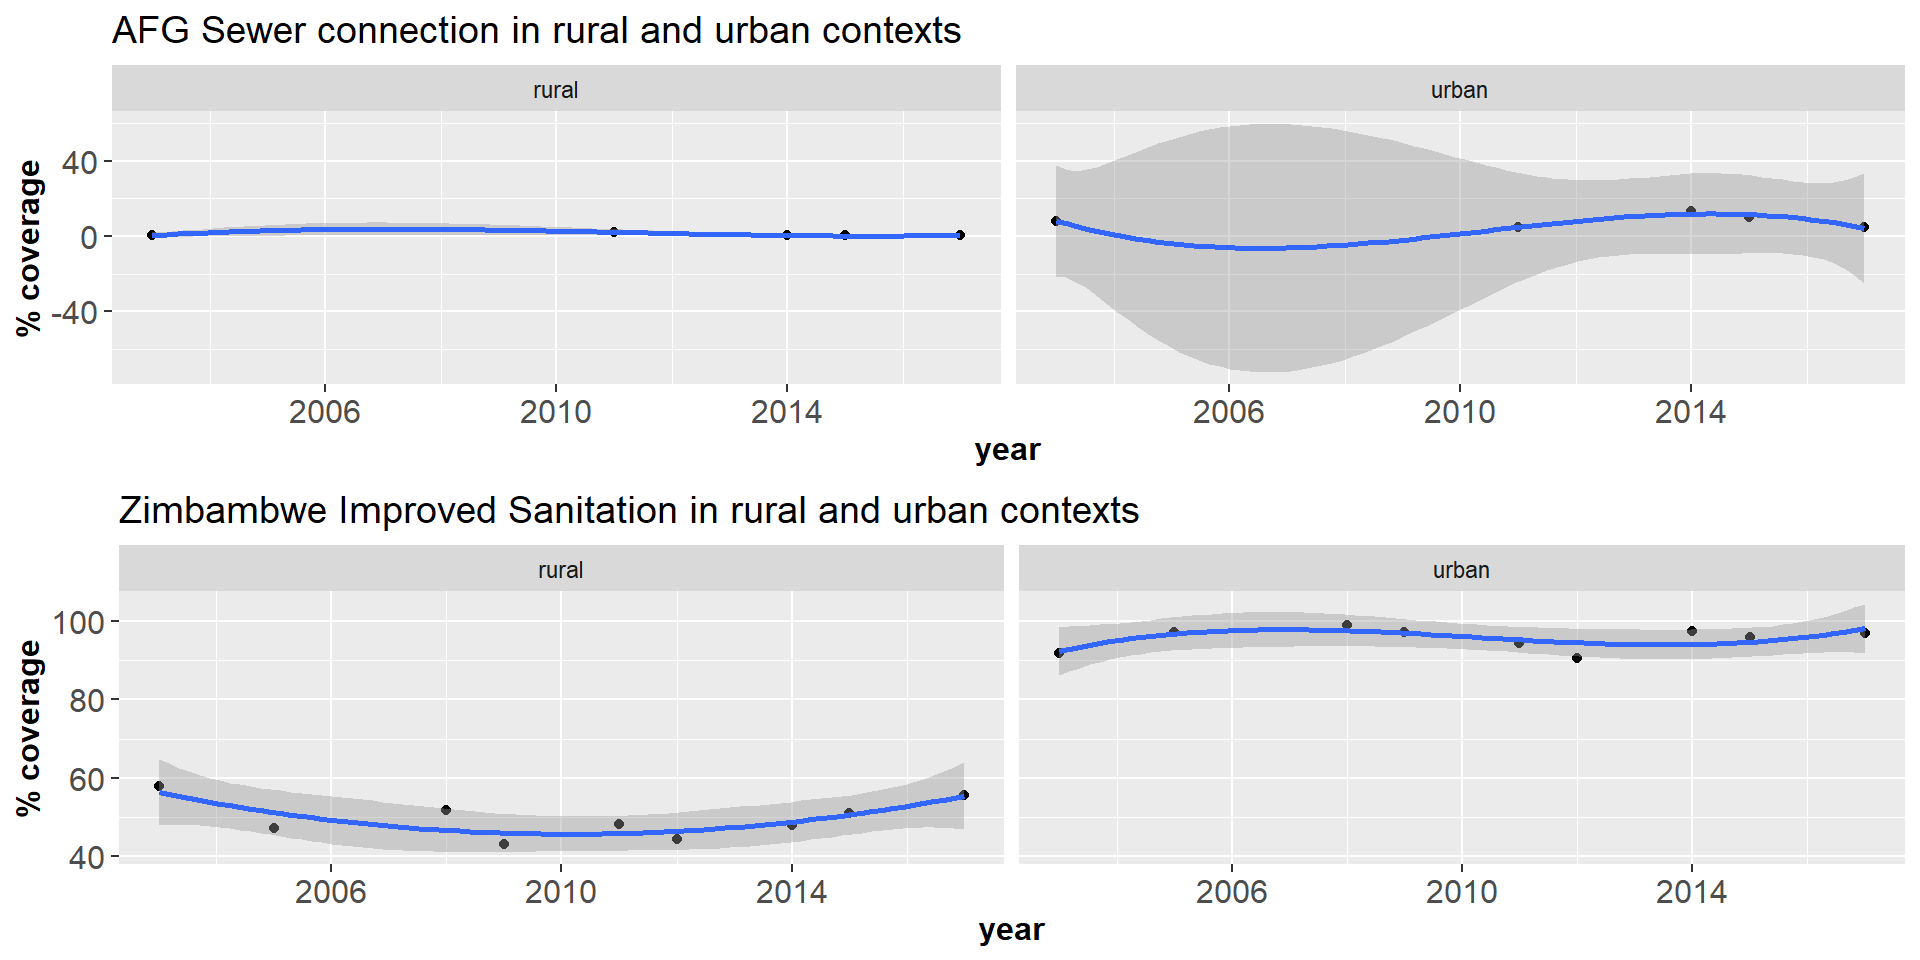 AFG Sewer connection in rural and urban contexts
rural
urban
% coverage
40
0
-40
2006 2010 2014
2006 2010 2014
year
Zimbambwe Improved Sanitation in rural and urban contexts
rural
urban
% coverage
100
80
60
40
2006 2010 2014
2006 2010 2014
year